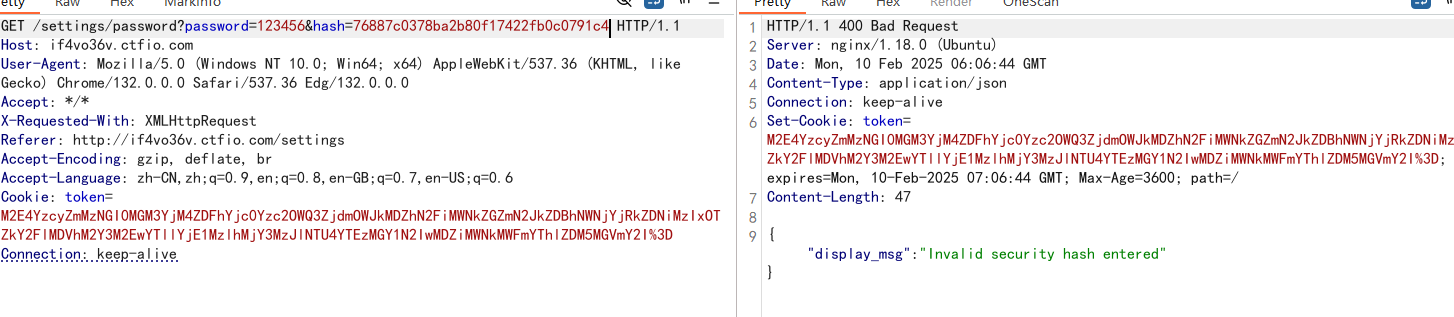 etty Raw Hex MarkInfo
GET /settings/password?password=123456&hash=76887c0378ba2b80f17422fb0c0791c4 HTTP/1.1
Host: if4vo36v.ctfio.com
User-Agent: Mozilla/5.0 (Windows NT 10.0; Win64; x64) AppleWebKit/537.36 (KHTML, like
Gecko) Chrome/132.0.0.0 Safari/537.36 Edg/132.0.0.0
Accept: */*
X-Requested-With: XMLHttpRequest
Referer: http://if4vo36v.ctfio.com/settings
Accept-Encoding: gzip, deflate, br
Accept-Language: zh-CN,zh;q=0.9,en;q=0.8,en-GB;q=0.7,en-US;q=0.6
Cookie: token=
Connection: keep-alive
Pretty Raw Hex Render OneScan
1 HTTP/1.1 400 Bad Request
2 Server: nginx/1.18.0 (Ubuntu)
3 Date: Mon, 10 Feb 2025 06:06:44 GMT
4 Content-Type: application/json
5 Connection: keep-alive
6 Set-Cookie: token=
expires=Mon, 10-Feb-2025 07:06:44 GMT; Max-Age=3600; path=/
7 Content-Length: 47
8
9 {
"display_msg":"Invalid security hash entered"
}